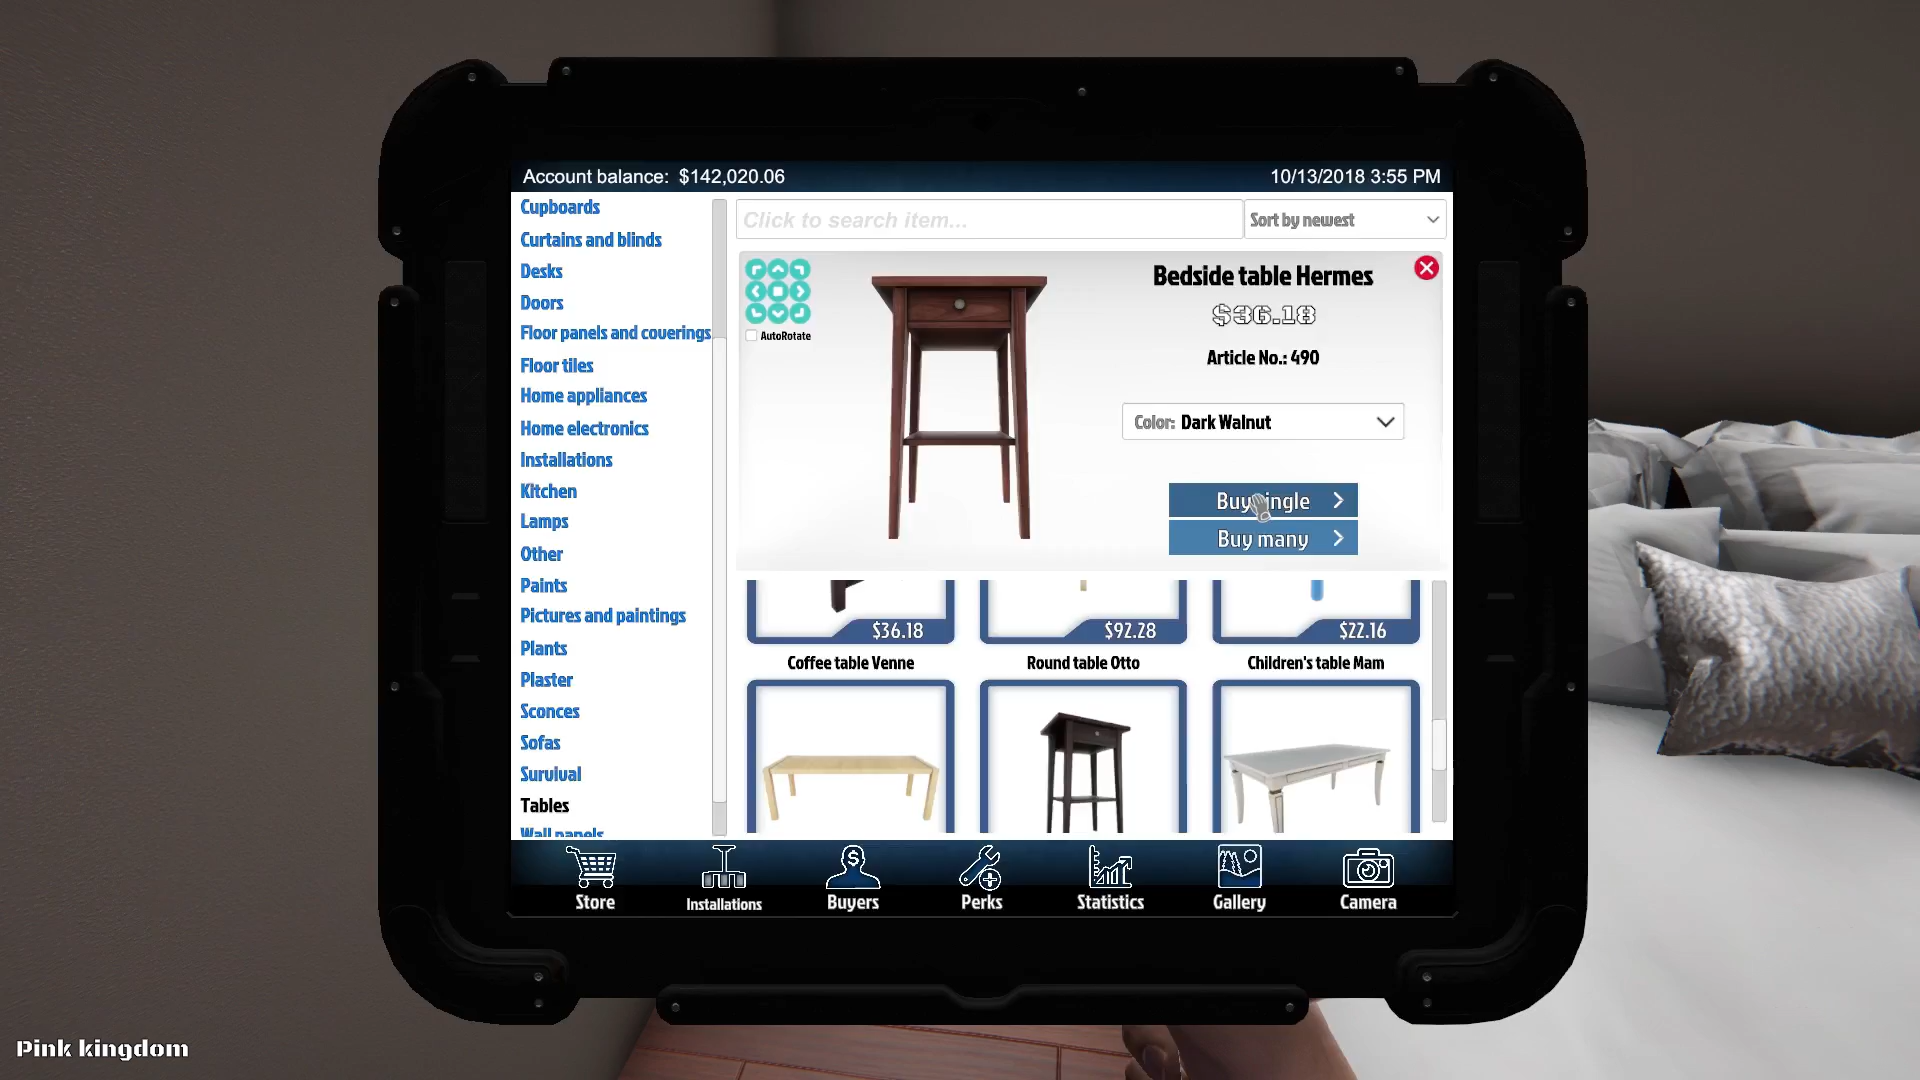 Account balance: $142,020.06
10/13/2018 3:55 PM
Cupboards
Curtains and blinds
Desks
Doors
Floor panels and coverings
Floor tiles
Home appliances
Home electronics
Installations
Kitchen
Lamps
Other
Paints
Pictures and paintings
Plants
Plaster
Sconces
Sofas
Survival
Tables
Wall panels
Click to search item...
Sort by newest
AutoRotate
Bedside table Hermes
$36.18
Article No.: 490
Color: Dark Walnut
Buy single
Buy many
$36.18
$92.28
$22.16
Coffee table Venne
Round table Otto
Children's table Mam
Store
Installations
Buyers
Perks
Statistics
Gallery
Camera
Pink kingdom